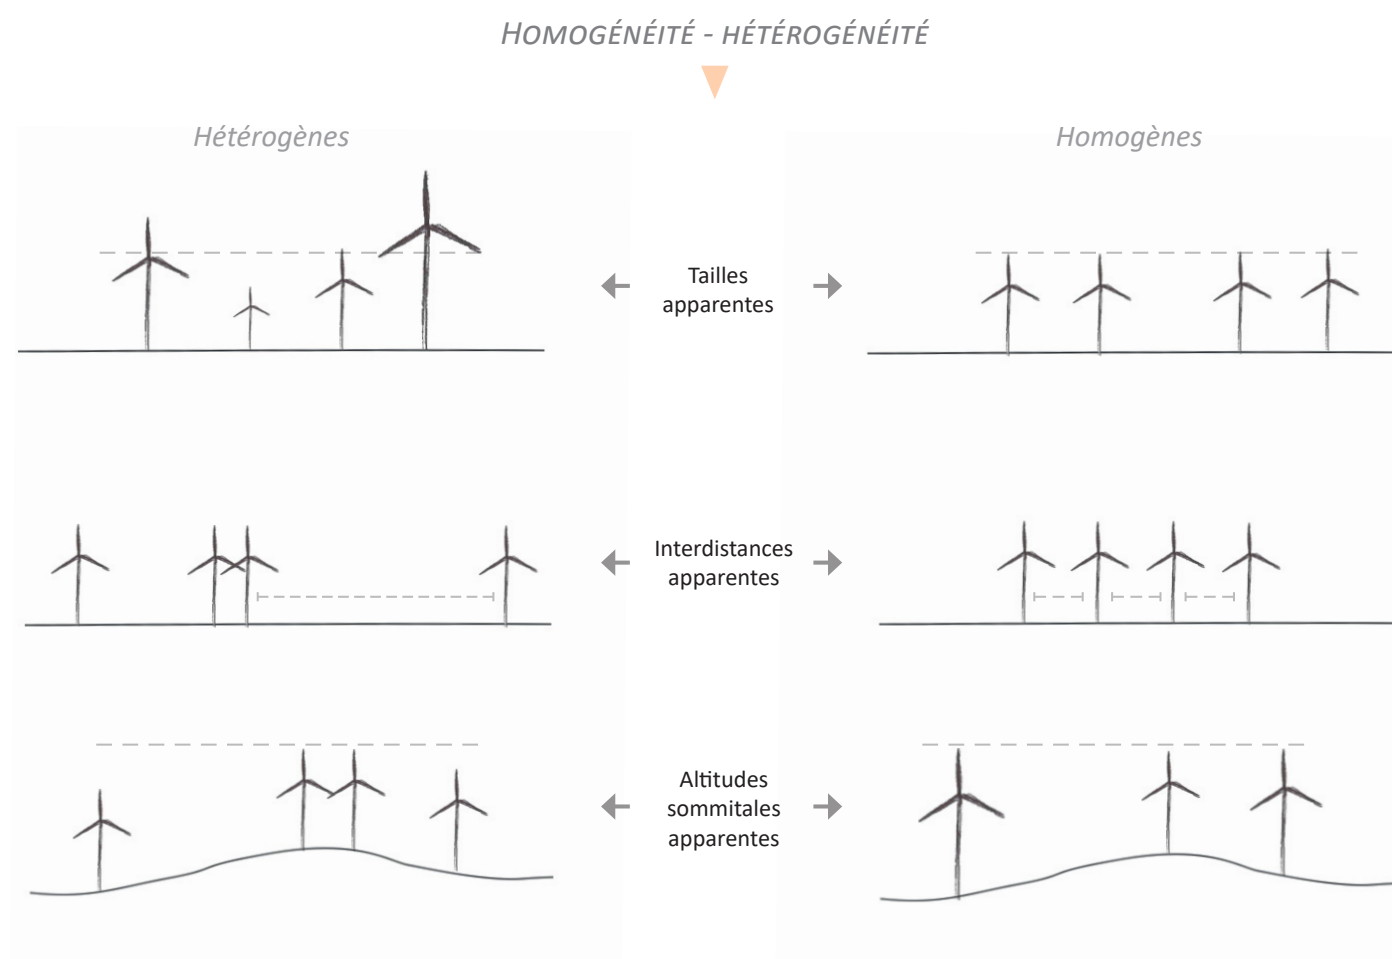 HOMOGÉNÉITÉ - HÉTÉROGÉNÉITÉ
Hétérogènes
Homogènes
Tailles
apparentes
Interdistances
apparentes
Altitudes
sommitales
apparentes